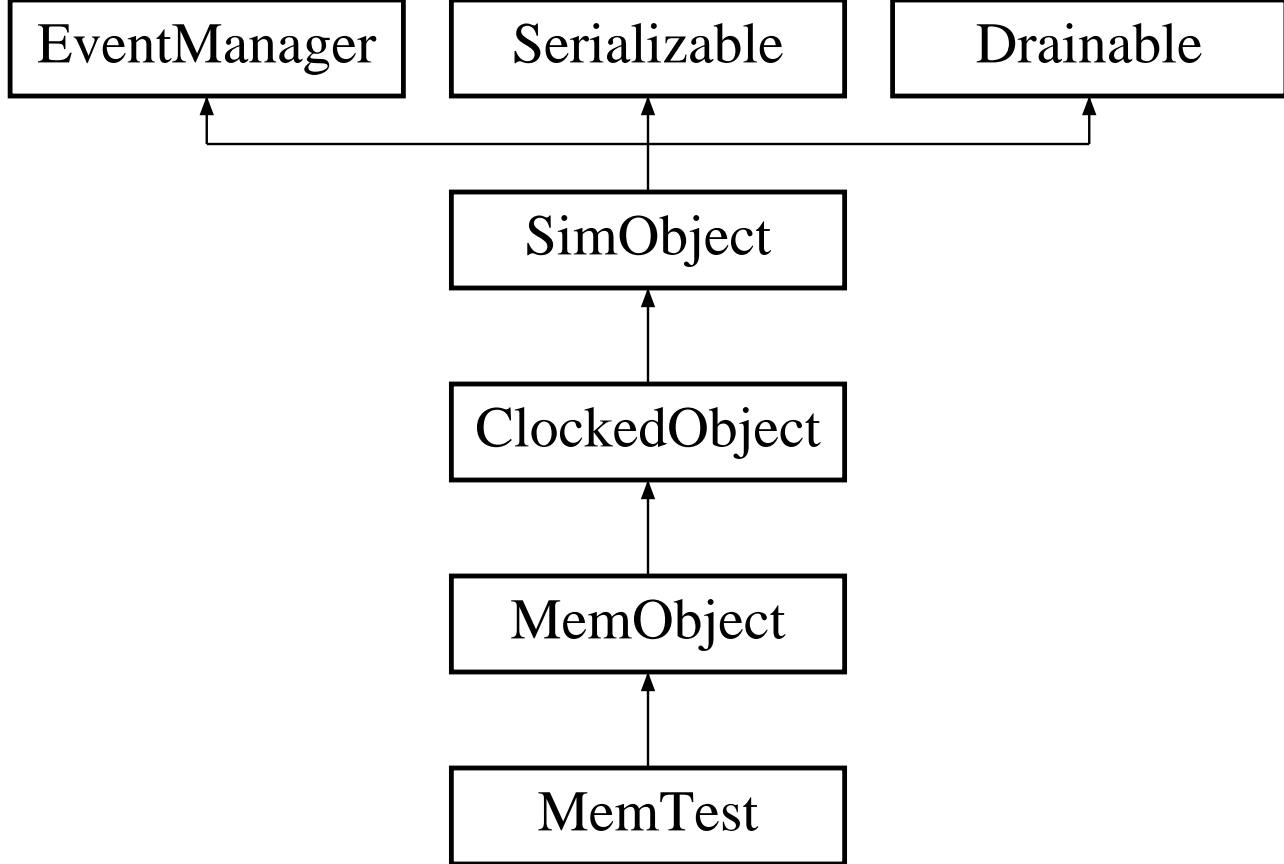 EventManager Serializable Drainable
SimObject
ClockedObject
MemObject
MemTest